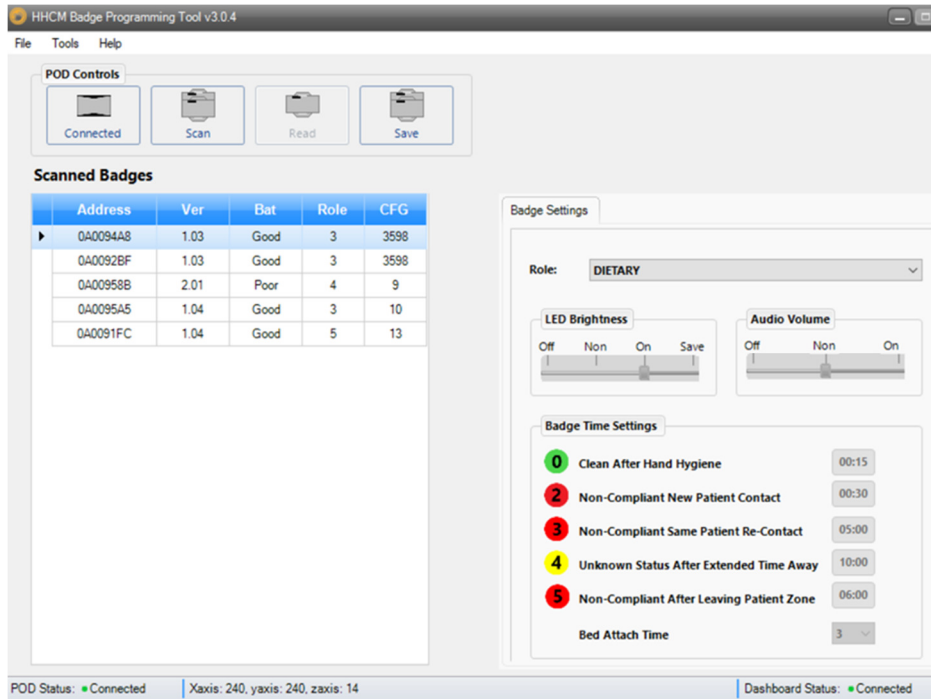 HHCM Badge Programming Tool v3.0.4
File Tools Help
POD Controls
Connected Scan Read Save
Scanned Badges
Address Ver Bat Role CFG
0A0094A8 1.03 Good 3 3598
0A0092BF 1.03 Good 3 3598
0A00958B 2.01 Poor 4 9
0A0095A5 1.04 Good 3 10
0A0091FC 1.04 Good 5 13
Badge Settings
Role: DIETARY
LED Brightness
Off Non On Save
Audio Volume
Off Non On
Badge Time Settings
0 Clean After Hand Hygiene 00:15
2 Non-Compliant New Patient Contact 00:30
3 Non-Compliant Same Patient Re-Contact 05:00
4 Unknown Status After Extended Time Away 10:00
5 Non-Compliant After Leaving Patient Zone 06:00
Bed Attach Time 3
POD Status: Connected Xaxis: 240, yaxis: 240, zaxis: 14 Dashboard Status: Connected